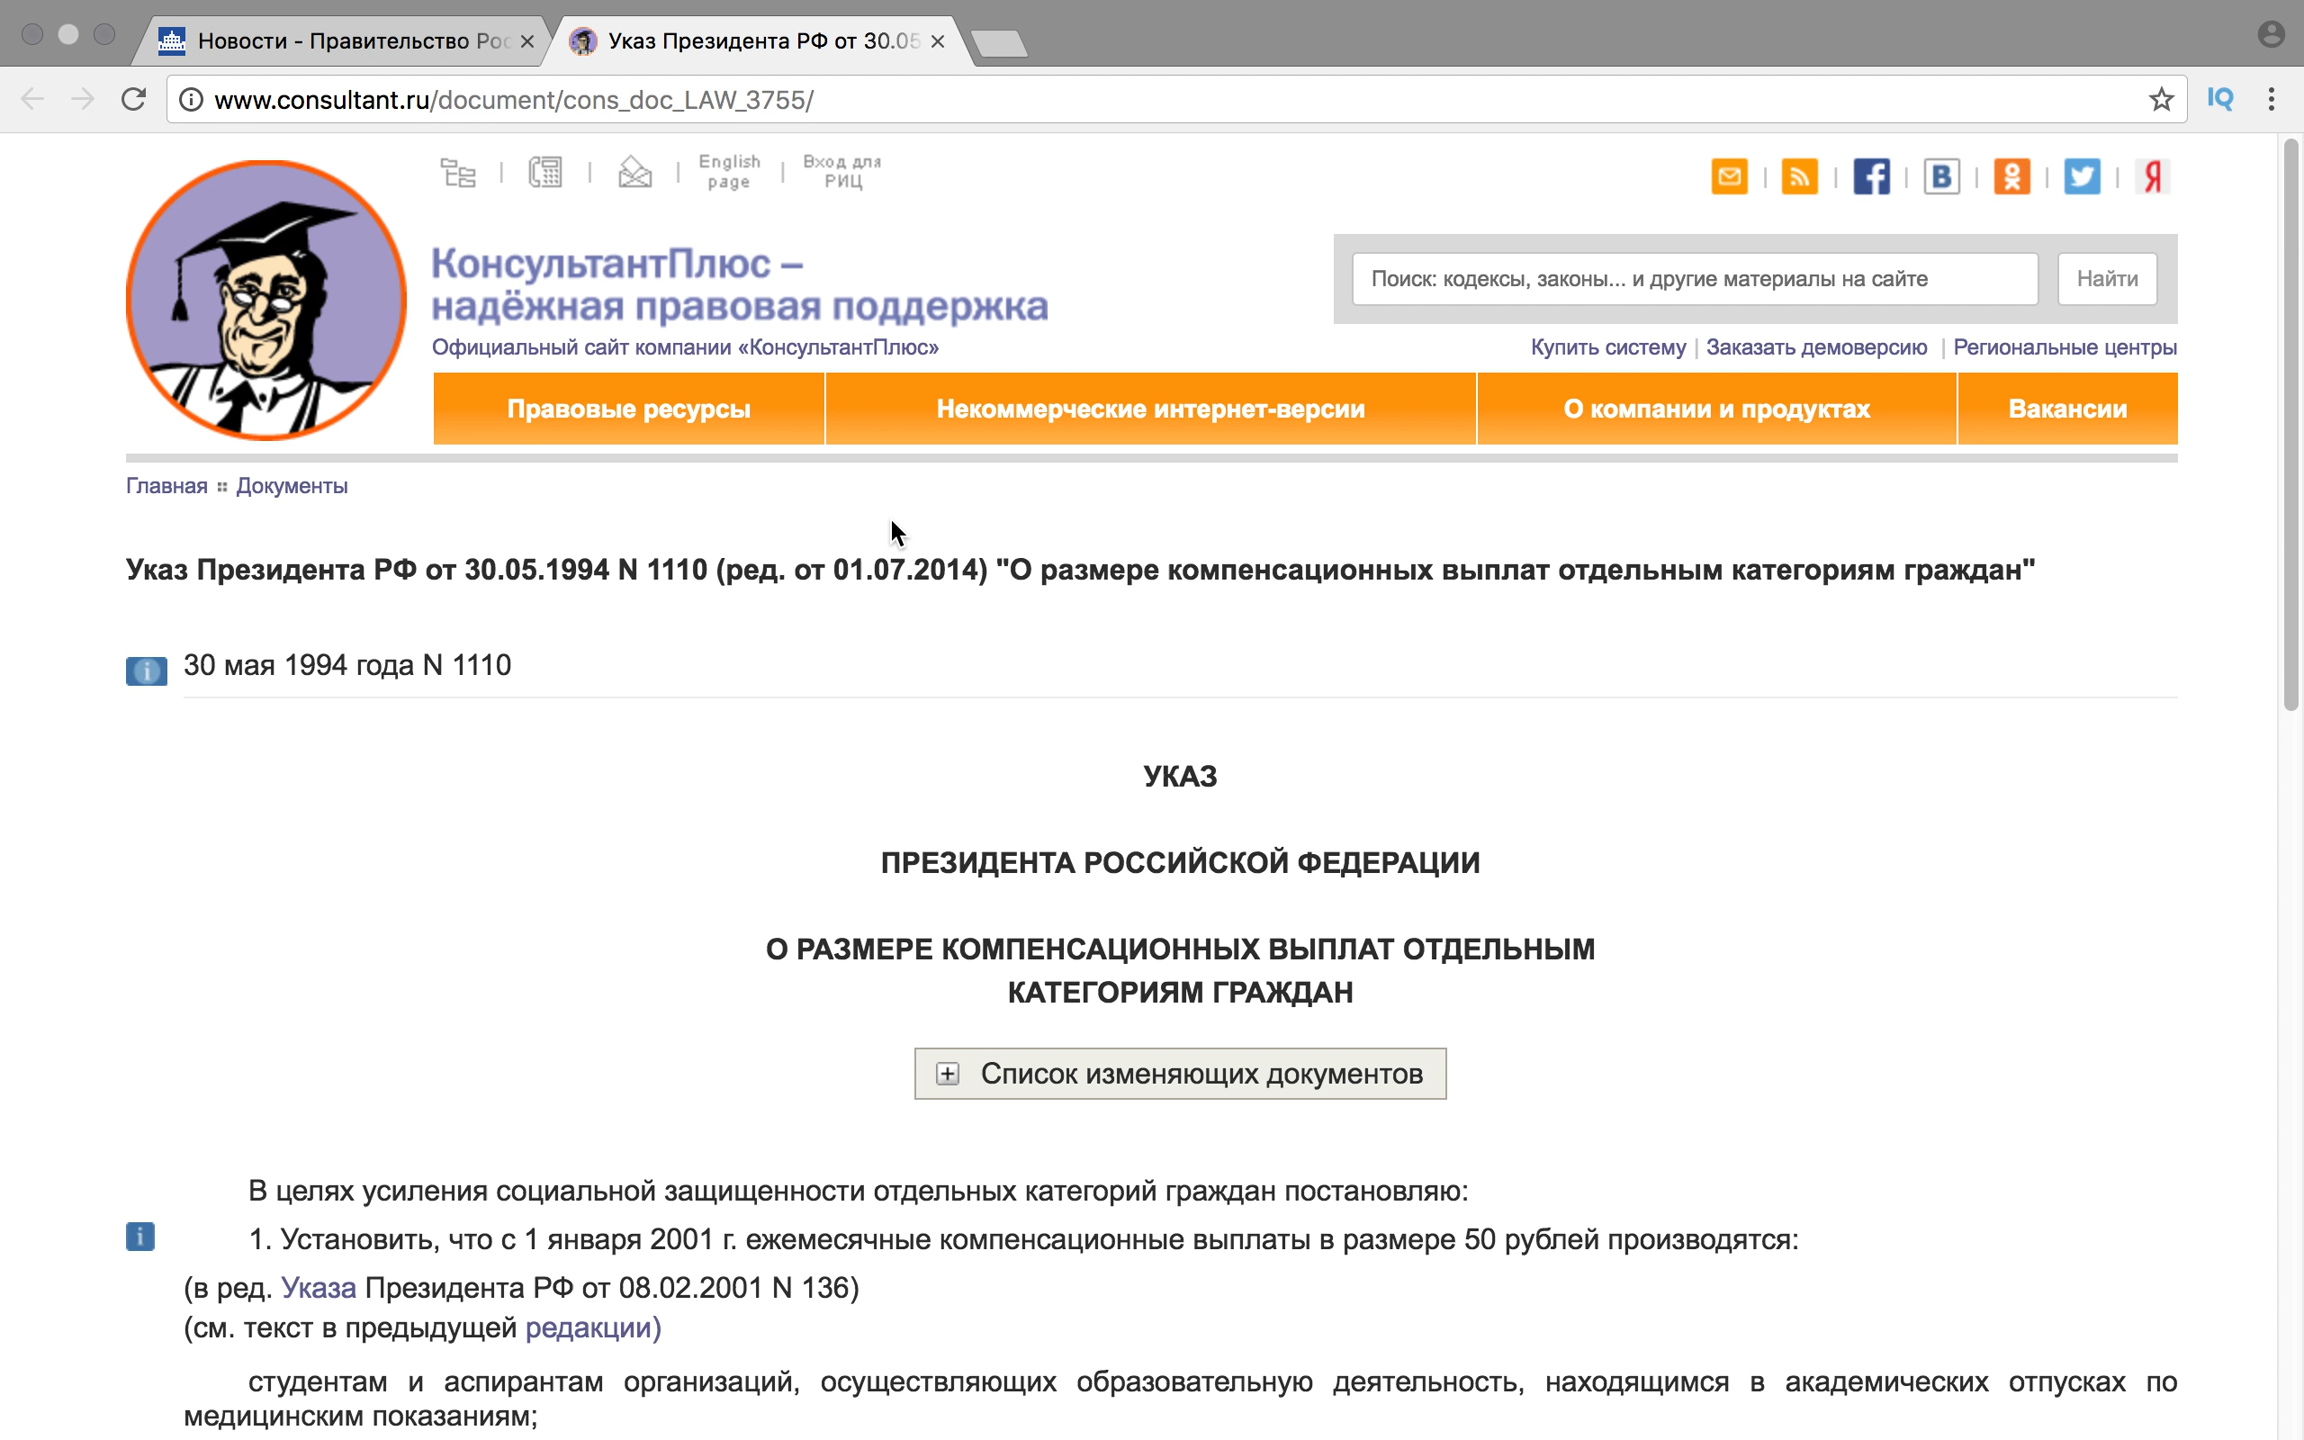 Новости - Правительство Рос
Указ Президента РФ от 30.05
www.consultant.ru/document/cons_doc_LAW_3755/
IQ
English page
Вход для РИЦ
В
Я
КонсультантПлюс –
надёжная правовая поддержка
Официальный сайт компании «КонсультантПлюс»
Поиск: кодексы, законы... и другие материалы на сайте
Найти
Купить систему | Заказать демоверсию | Региональные центры
Правовые ресурсы
Некоммерческие интернет-версии
О компании и продуктах
Вакансии
Главная
Документы
Указ Президента РФ от 30.05.1994 N 1110 (ред. от 01.07.2014) "О размере компенсационных выплат отдельным категориям граждан"
30 мая 1994 года N 1110
УКАЗ
ПРЕЗИДЕНТА РОССИЙСКОЙ ФЕДЕРАЦИИ
О РАЗМЕРЕ КОМПЕНСАЦИОННЫХ ВЫПЛАТ ОТДЕЛЬНЫМ
КАТЕГОРИЯМ ГРАЖДАН
Список изменяющих документов
В целях усиления социальной защищенности отдельных категорий граждан постановляю:
1. Установить, что с 1 января 2001 г. ежемесячные компенсационные выплаты в размере 50 рублей производятся:
(в ред. Указа Президента РФ от 08.02.2001 N 136)
(см. текст в предыдущей редакции)
студентам и аспирантам организаций, осуществляющих образовательную деятельность, находящимся в академических отпусках по
медицинским показаниям;